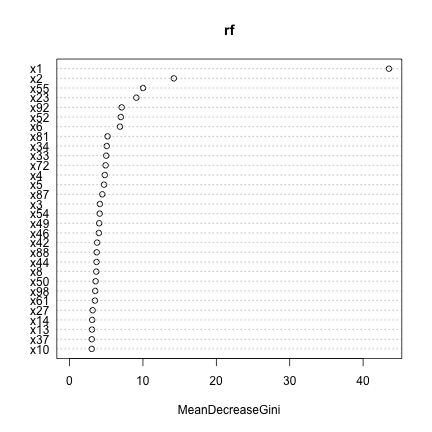 rf
x1
x2
x55
x23
x92
x52
x6
x81
x34
x33
x72
x4
x5
x87
x3
x54
x49
x46
x42
x88
x44
x8
x50
x98
x61
x27
x14
x13
x37
x10
0 10 20 30 40
MeanDecreaseGini